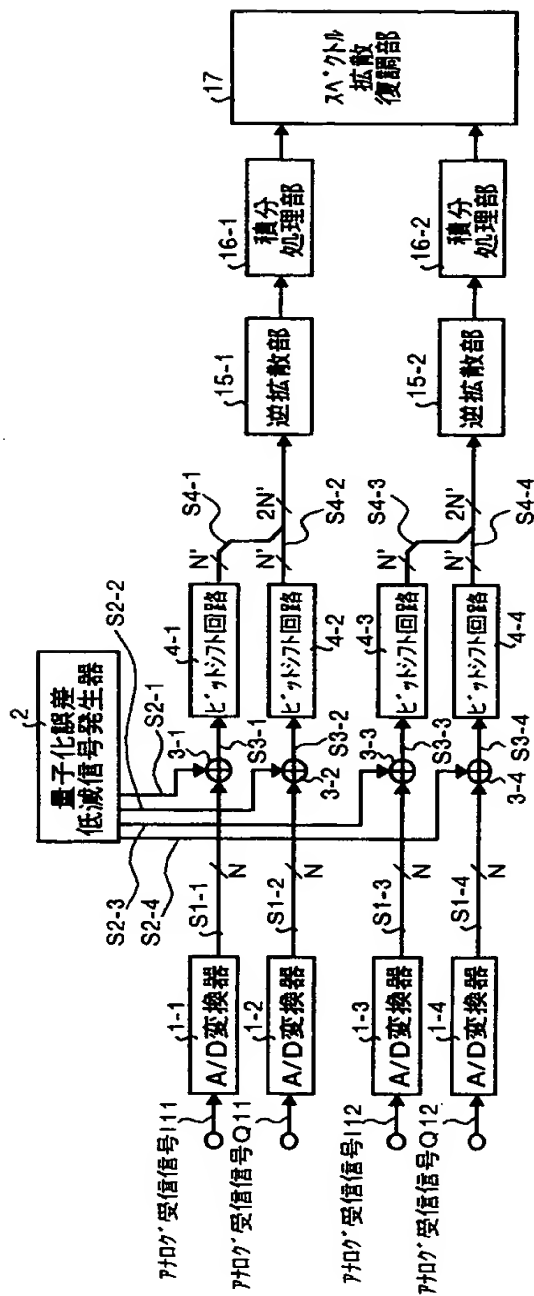 2
量子化誤差
低減信号発生器
S2-1
S2-2
S2-3
S2-4
アナログ受信信号I11
1-1
A/D変換器
S1-1
N
3-1
S3-1
4-1
ビットシフト回路
N'
S4-1
アナログ受信信号Q11
1-2
A/D変換器
S1-2
N
3-2
S3-2
4-2
ビットシフト回路
N'
2N'
S4-2
15-1
逆拡散部
16-1
積分
処理部
アナログ受信信号I12
1-3
A/D変換器
S1-3
N
3-3
S3-3
4-3
ビットシフト回路
N'
S4-3
アナログ受信信号Q12
1-4
A/D変換器
S1-4
N
3-4
S3-4
4-4
ビットシフト回路
N'
2N'
S4-4
15-2
逆拡散部
16-2
積分
処理部
17
スペクトル
拡散
復調部